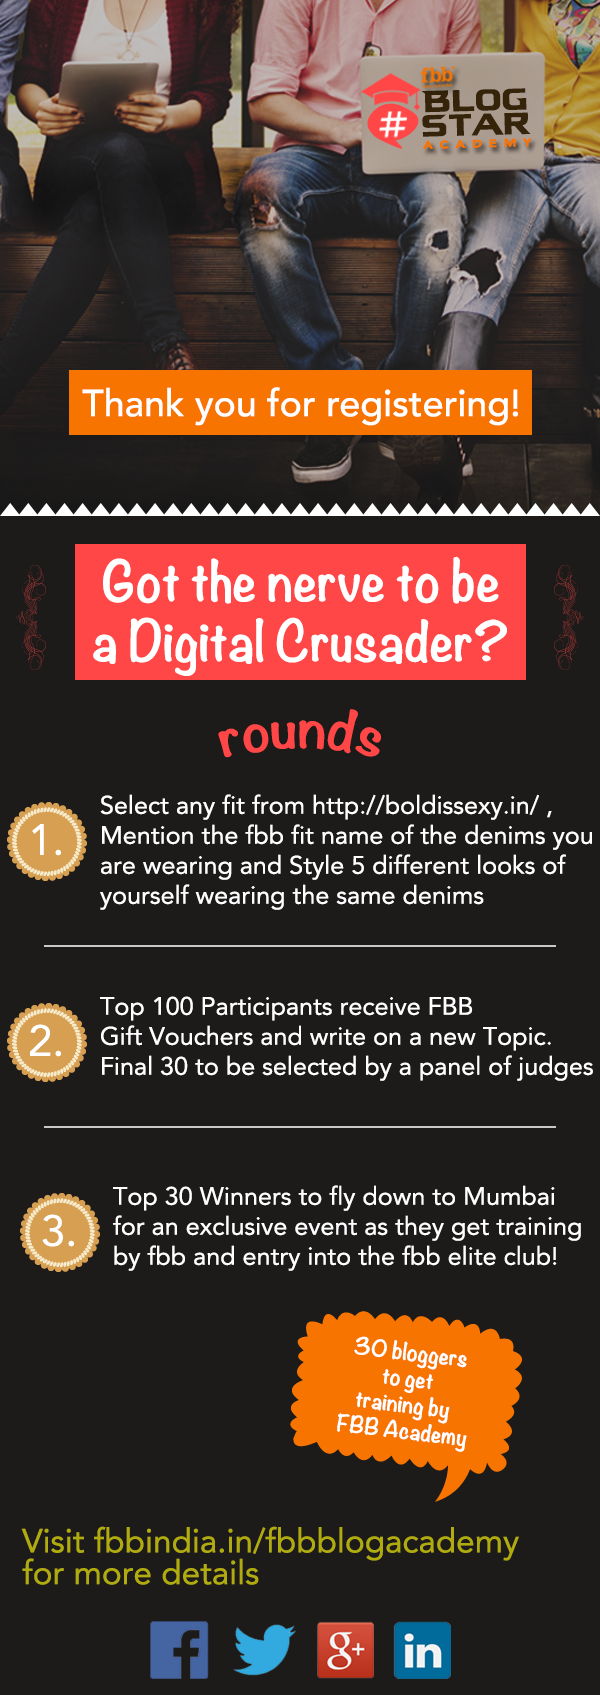 fbb
#
BLOG
STAR
ACADEMY
Thank you for registering!
Got the nerve to be
a Digital Crusader?
rounds
1.
Select any fit from http://boldissexy.in/ ,
Mention the fbb fit name of the denims you
are wearing and Style 5 different looks of
yourself wearing the same denims
2.
Top 100 Participants receive FBB
Gift Vouchers and write on a new Topic.
Final 30 to be selected by a panel of judges
3.
Top 30 Winners to fly down to Mumbai
for an exclusive event as they get training
by fbb and entry into the fbb elite club!
30 bloggers
to get
training by
FBB Academy
Visit fbbindia.in/fbbblogacademy
for more details
f
g+
in